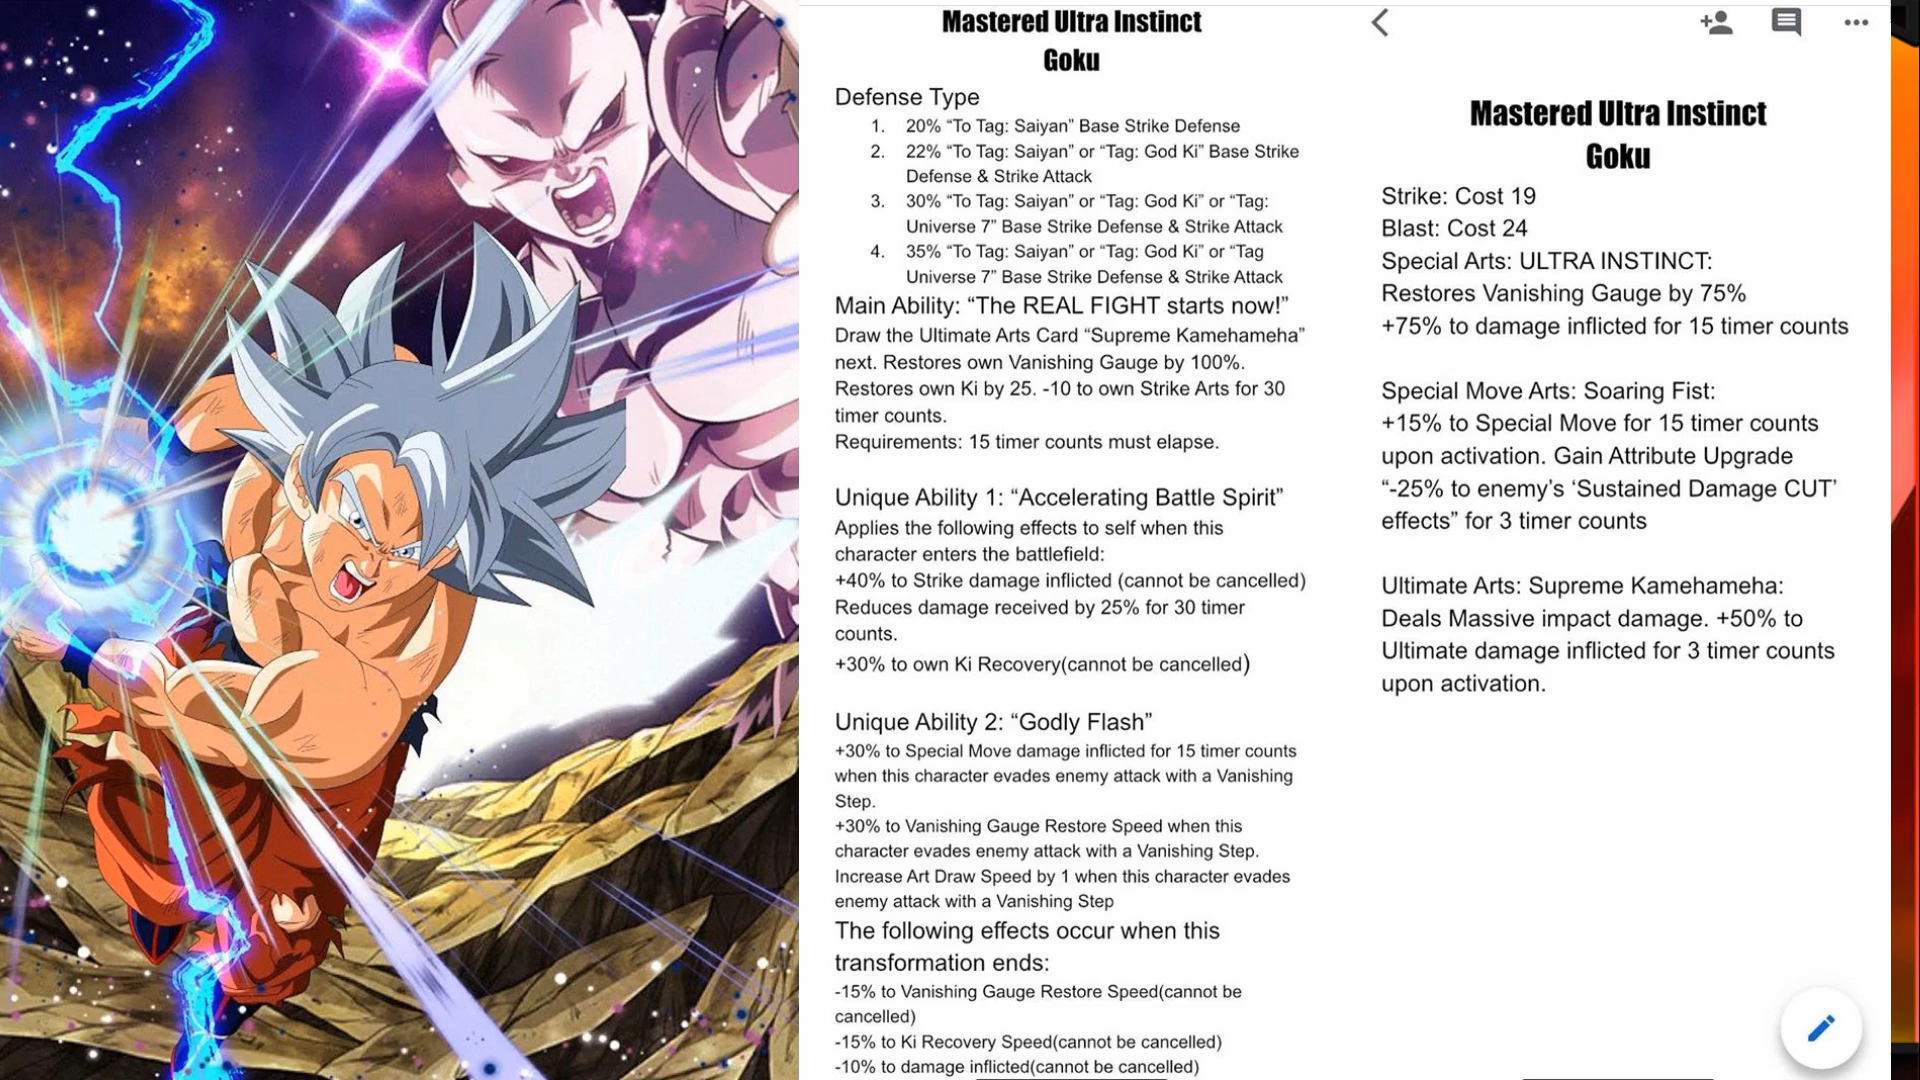 Mastered Ultra Instinct
Goku
Defense Type
1. 20% “To Tag: Saiyan” Base Strike Defense
2. 22% “To Tag: Saiyan” or “Tag: God Ki” Base Strike
Defense & Strike Attack
3. 30% “To Tag: Saiyan” or “Tag: God Ki” or “Tag:
Universe 7” Base Strike Defense & Strike Attack
4. 35% “To Tag: Saiyan” or “Tag: God Ki” or “Tag
Universe 7” Base Strike Defense & Strike Attack
Main Ability: “The REAL FIGHT starts now!”
Draw the Ultimate Arts Card “Supreme Kamehameha”
next. Restores own Vanishing Gauge by 100%.
Restores own Ki by 25. -10 to own Strike Arts for 30
timer counts.
Requirements: 15 timer counts must elapse.
Unique Ability 1: “Accelerating Battle Spirit”
Applies the following effects to self when this
character enters the battlefield:
+40% to Strike damage inflicted (cannot be cancelled)
Reduces damage received by 25% for 30 timer
counts.
+30% to own Ki Recovery(cannot be cancelled)
Unique Ability 2: “Godly Flash”
+30% to Special Move damage inflicted for 15 timer counts
when this character evades enemy attack with a Vanishing
Step.
+30% to Vanishing Gauge Restore Speed when this
character evades enemy attack with a Vanishing Step.
Increase Art Draw Speed by 1 when this character evades
enemy attack with a Vanishing Step
The following effects occur when this
transformation ends:
-15% to Vanishing Gauge Restore Speed(cannot be
cancelled)
-15% to Ki Recovery Speed(cannot be cancelled)
-10% to damage inflicted(cannot be cancelled)
Mastered Ultra Instinct
Goku
Strike: Cost 19
Blast: Cost 24
Special Arts: ULTRA INSTINCT:
Restores Vanishing Gauge by 75%
+75% to damage inflicted for 15 timer counts
Special Move Arts: Soaring Fist:
+15% to Special Move for 15 timer counts
upon activation. Gain Attribute Upgrade
“-25% to enemy’s ‘Sustained Damage CUT’
effects” for 3 timer counts
Ultimate Arts: Supreme Kamehameha:
Deals Massive impact damage. +50% to
Ultimate damage inflicted for 3 timer counts
upon activation.